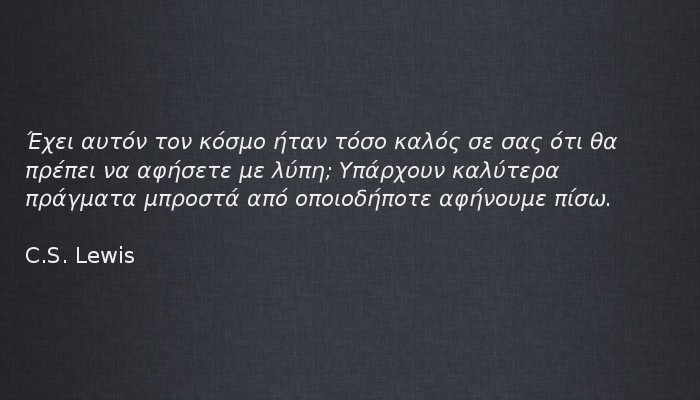 Έχει αυτόν τον κόσμο ήταν τόσο καλός σε σας ότι θα
πρέπει να αφήσετε με λύπη; Υπάρχουν καλύτερα
πράγματα μπροστά από οποιοδήποτε αφήνουμε πίσω.
C.S. Lewis